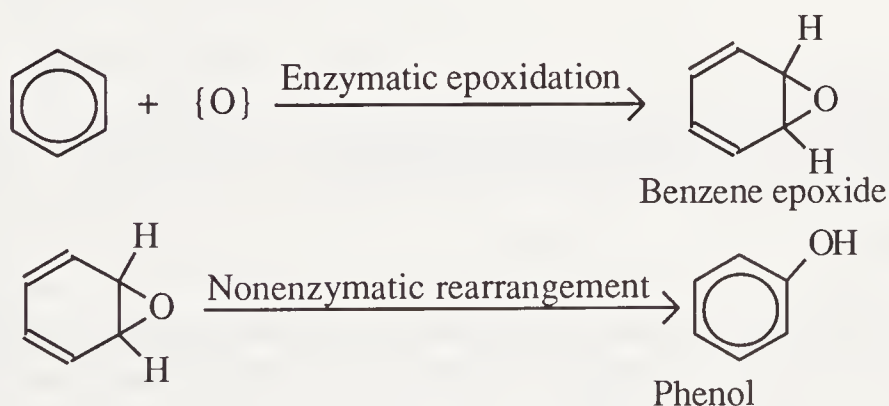 H
+ {O} Enzymatic epoxidation O
H
Benzene epoxide
H OH
Nonenzymatic rearrangement
O
H
Phenol